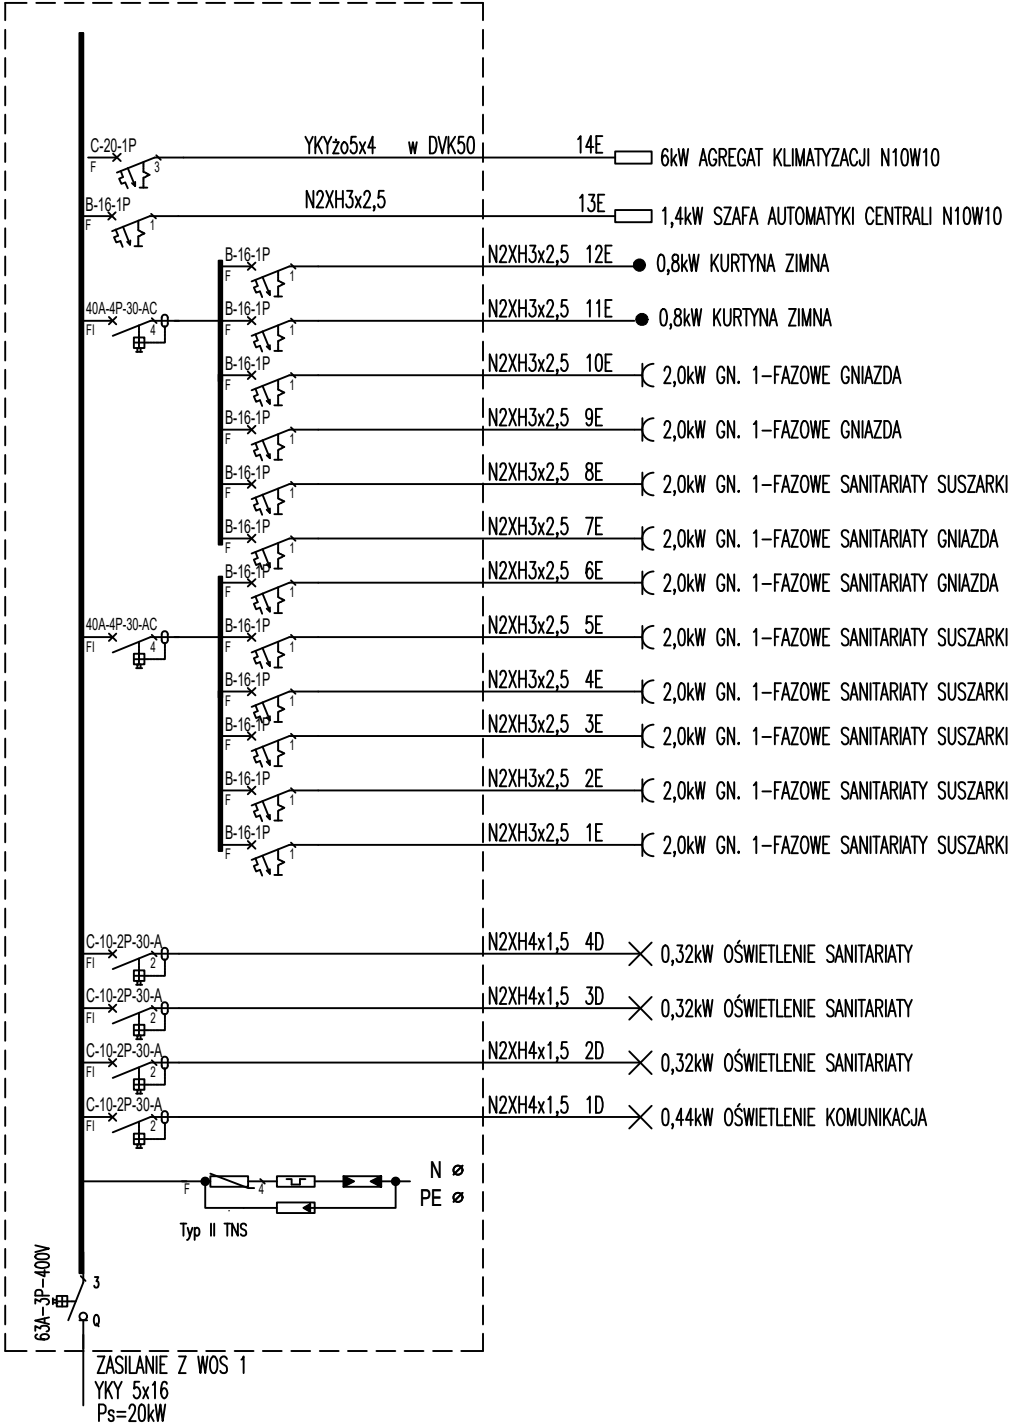 C-20-1P YKYżo5x4 w DVK50 14E
F 3 6kW AGREGAT KLIMATYZACJI N10W10
B-16-1P N2XH3x2,5 13E
F 1 1,4kW SZAFA AUTOMATYKI CENTRALI N10W10
B-16-1P N2XH3x2,5 12E
F 1 0,8kW KURTYNA ZIMNA
40A-4P-30-AC B-16-1P N2XH3x2,5 11E
FI 4 F 1 0,8kW KURTYNA ZIMNA
B-16-1P N2XH3x2,5 10E
F 1 2,0kW GN. 1-FAZOWE GNIAZDA
B-16-1P N2XH3x2,5 9E
F 1 2,0kW GN. 1-FAZOWE GNIAZDA
B-16-1P N2XH3x2,5 8E
F 1 2,0kW GN. 1-FAZOWE SANITARIATY SUSZARKI
B-16-1P N2XH3x2,5 7E
F 1 2,0kW GN. 1-FAZOWE SANITARIATY GNIAZDA
B-16-1P N2XH3x2,5 6E
F 1 2,0kW GN. 1-FAZOWE SANITARIATY GNIAZDA
40A-4P-30-AC B-16-1P N2XH3x2,5 5E
FI 4 F 1 2,0kW GN. 1-FAZOWE SANITARIATY SUSZARKI
B-16-1P N2XH3x2,5 4E
F 1 2,0kW GN. 1-FAZOWE SANITARIATY SUSZARKI
B-16-1P N2XH3x2,5 3E
F 1 2,0kW GN. 1-FAZOWE SANITARIATY SUSZARKI
B-16-1P N2XH3x2,5 2E
F 1 2,0kW GN. 1-FAZOWE SANITARIATY SUSZARKI
B-16-1P N2XH3x2,5 1E
F 1 2,0kW GN. 1-FAZOWE SANITARIATY SUSZARKI
C-10-2P-30-A N2XH4x1,5 4D
FI 2 0,32kW OŚWIETLENIE SANITARIATY
C-10-2P-30-A N2XH4x1,5 3D
FI 2 0,32kW OŚWIETLENIE SANITARIATY
C-10-2P-30-A N2XH4x1,5 2D
FI 2 0,32kW OŚWIETLENIE SANITARIATY
C-10-2P-30-A N2XH4x1,5 1D
FI 2 0,44kW OŚWIETLENIE KOMUNIKACJA
N ø
F 4
PE ø
Typ II TNS
63A-3P-400V
3
Q
ZASILANIE Z WOS 1
YKY 5x16
Ps=20kW